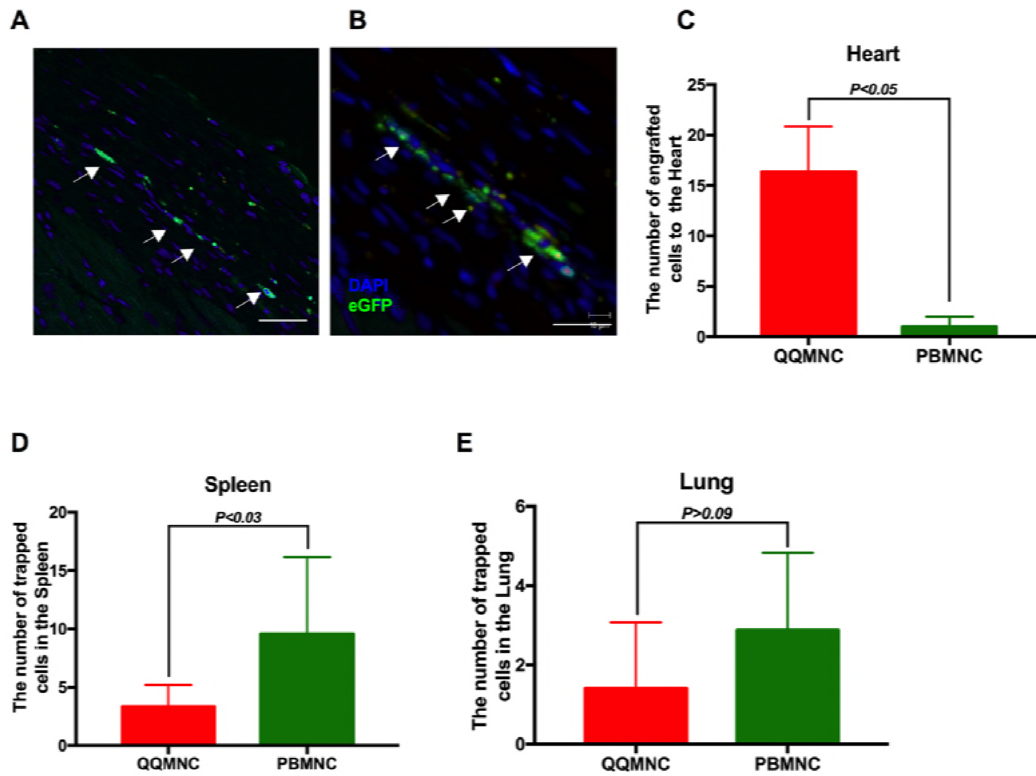 A
B
C
DAPI
eGFP
Heart
P<0.05
The number of engrafted
cells to the Heart
25
20
15
10
5
0
QQMNC
PBMNC
D
Spleen
P<0.03
The number of trapped
cells in the Spleen
20
15
10
5
0
QQMNC
PBMNC
E
Lung
P>0.09
The number of trapped
cells in the Lung
6
4
2
0
QQMNC
PBMNC